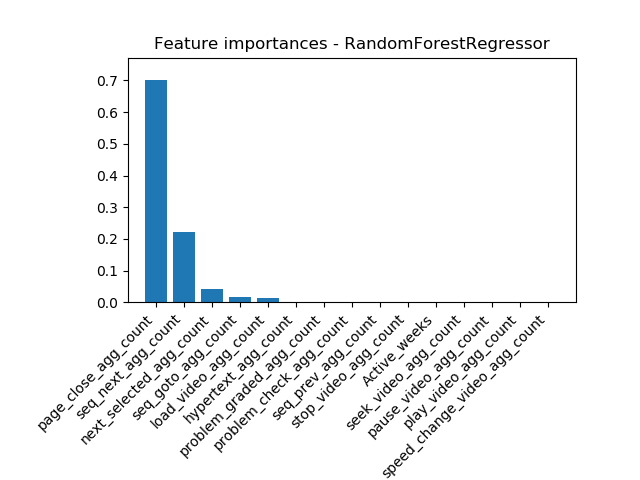 Feature importances - RandomForestRegressor
0.7
0.6
0.5
0.4
0.3
0.2
0.1
0.0
page_close_agg_count
seq_next_agg_count
next_selected_agg_count
seq_goto_agg_count
load_video_agg_count
hypertext_agg_count
problem_graded_agg_count
problem_check_agg_count
seq_prev_agg_count
stop_video_agg_count
Active_weeks
seek_video_agg_count
pause_video_agg_count
play_video_agg_count
speed_change_video_agg_count